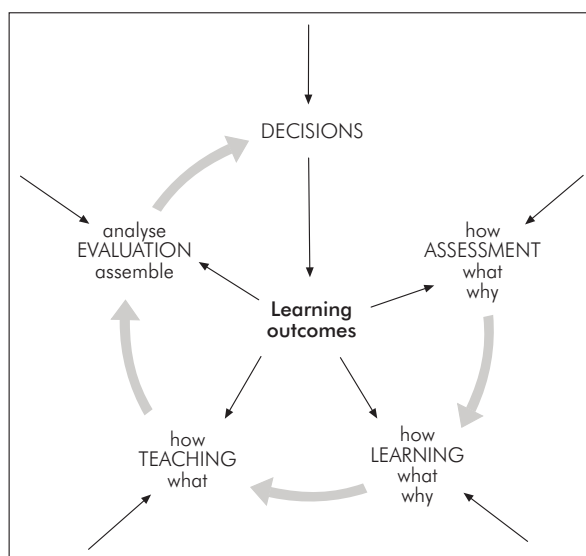 DECISIONS
analyse
EVALUATION
assemble
how
ASSESSMENT
what
why
Learning
outcomes
how
TEACHING
what
how
LEARNING
what
why